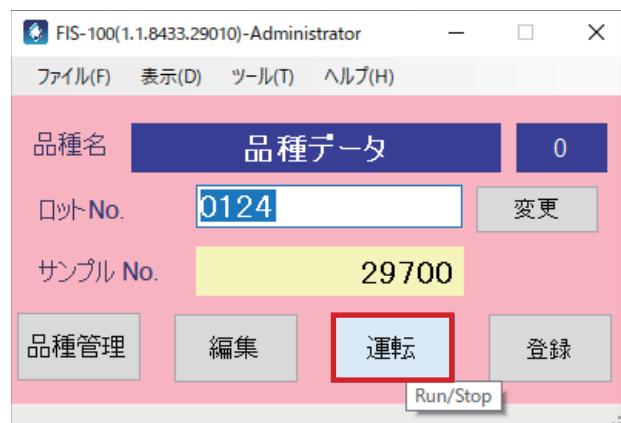 FIS-100(1.1.8433.29010)-Administrator
ファイル(F) 表示(D) ツール(T) ヘルプ(H)
品種名 品種データ 0
ロットNo. 0124 変更
サンプル No. 29700
品種管理 編集 運転 登録
Run/Stop